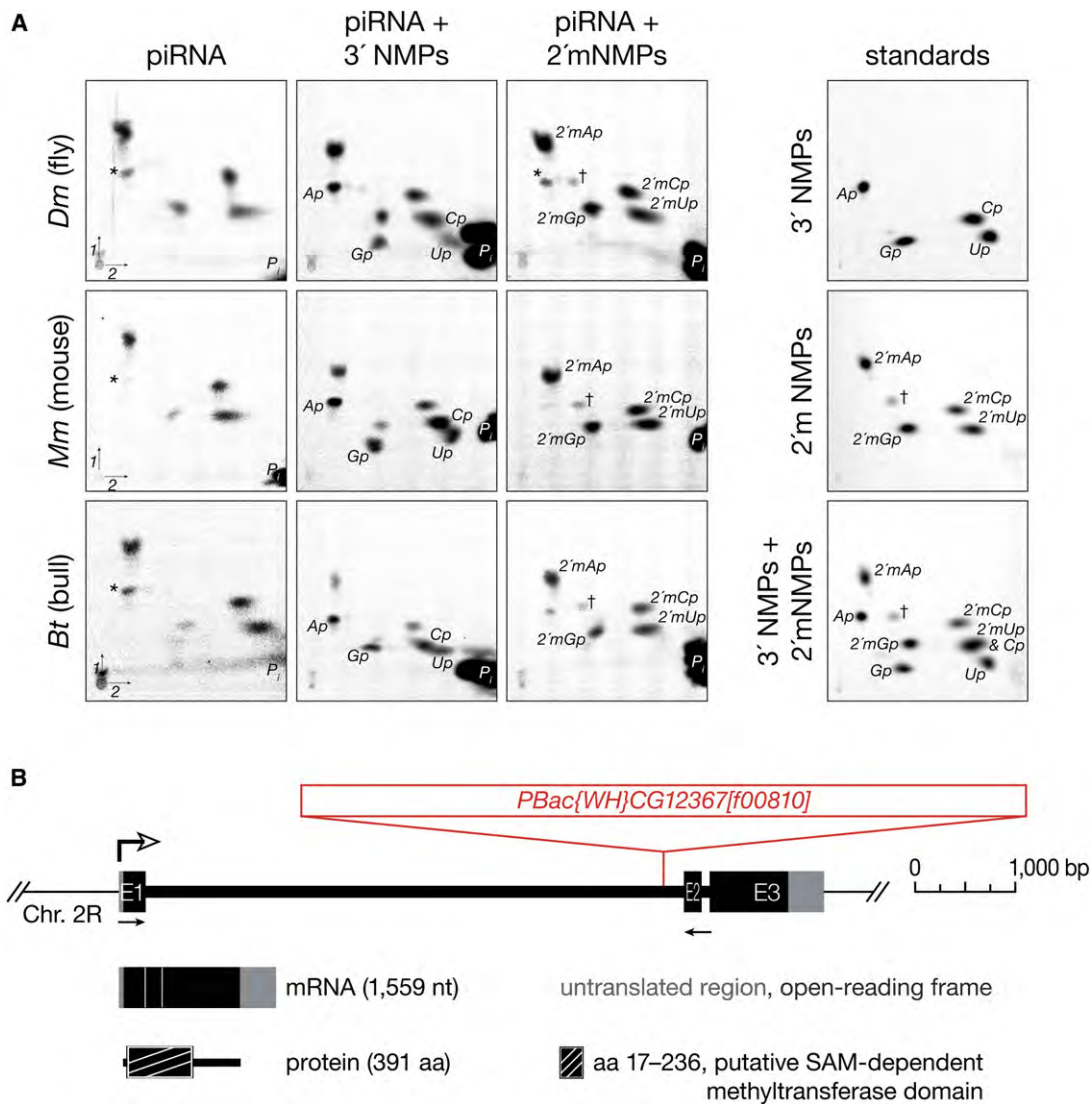 A
piRNA
piRNA +
3´ NMPs
piRNA +
2´mNMPs
standards
Dm (fly)
*
1
2
Pi
Ap
Gp
Cp
Up
Pi
2´mAp
*
†
2´mGp
2´mCp
2´mUp
Pi
3´ NMPs
Ap
Gp
Cp
Up
Mm (mouse)
*
1
2
Pi
Ap
Gp
Cp
Up
Pi
2´mAp
†
2´mGp
2´mCp
2´mUp
Pi
2´m NMPs
2´mAp
†
2´mGp
2´mCp
2´mUp
Bt (bull)
*
1
2
Pi
Ap
Gp
Cp
Up
Pi
2´mAp
†
2´mGp
2´mCp
2´mUp
Pi
3´ NMPs +
2´mNMPs
2´mAp
Ap
†
2´mGp
Gp
2´mCp
2´mUp
& Cp
Up
B
PBac{WH}CG12367[f00810]
E1
E2
E3
Chr. 2R
0 1,000 bp
mRNA (1,559 nt)
untranslated region, open-reading frame
protein (391 aa)
aa 17–236, putative SAM-dependent
methyltransferase domain